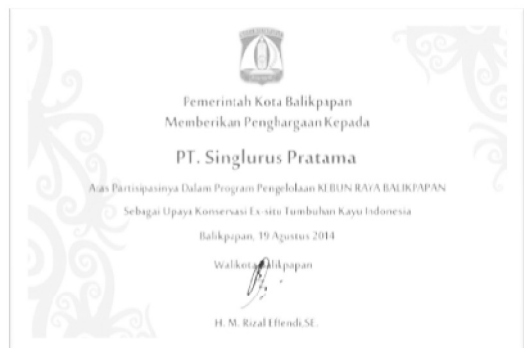 Pemerintah Kota Balikpapan
Memberikan Penghargaan Kepada
PT. Singlurus Pratama
Atas Partisipasinya Dalam Program Pengelolaan KEBUN RAYA BALIKPAPAN
Sebagai Upaya Konservasi Ex-situ Tumbuhan Kayu Indonesia
Balikpapan, 19 Agustus 2014
Walikota Balikpapan
H. M. Rizal Effendi,SE.